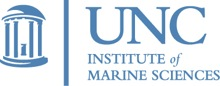 UNC
INSTITUTE of
MARINE SCIENCES